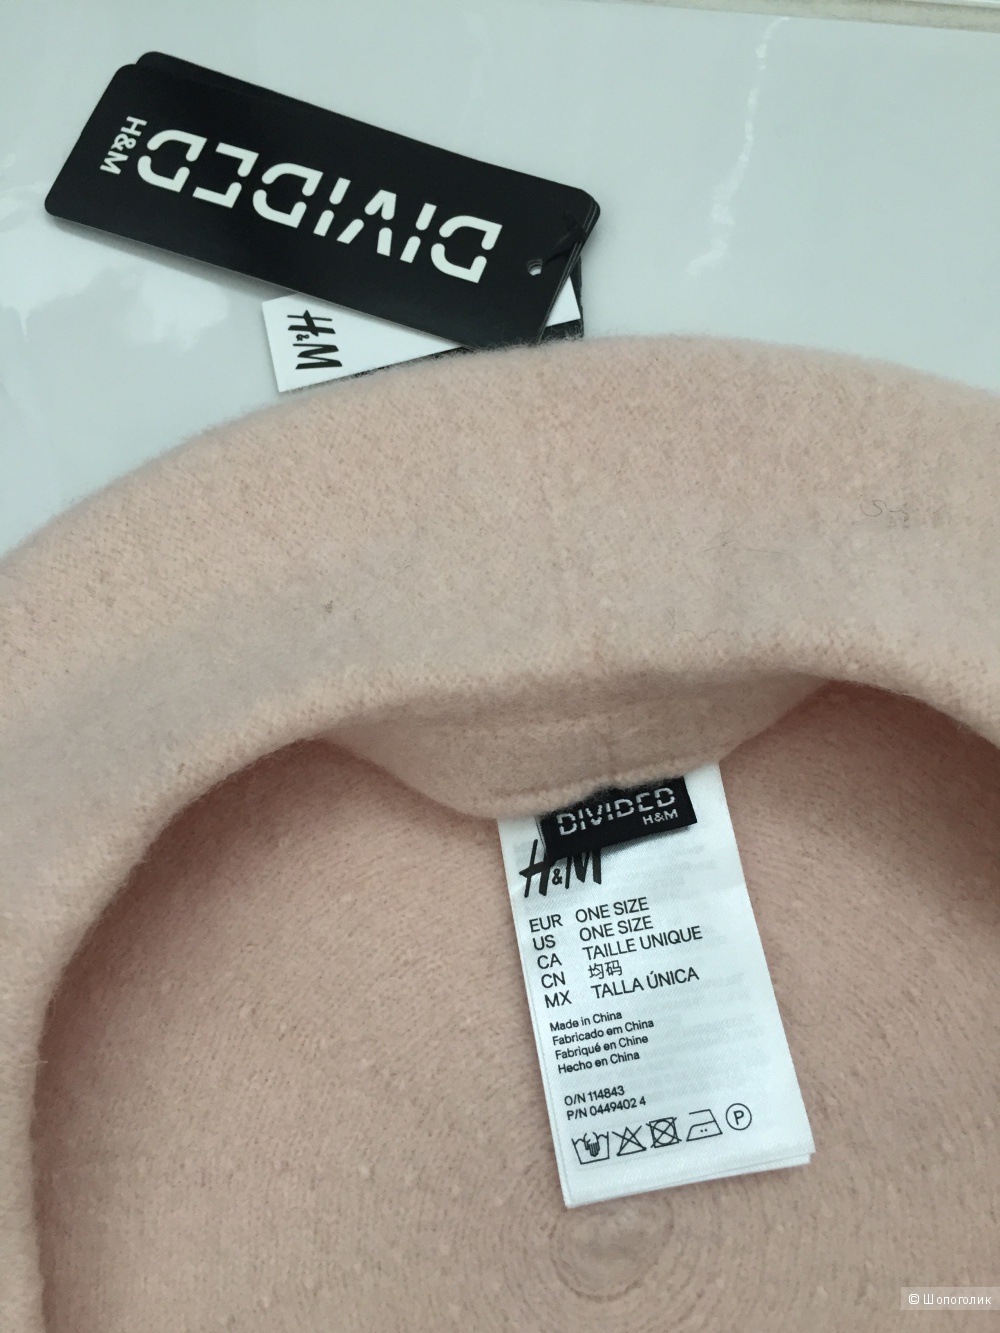 DIVIDED
H&M
H&M
DIVIDED
H&M
H&M
EUR ONE SIZE
US ONE SIZE
CA TAILLE UNIQUE
CN 均码
MX TALLA ÚNICA
Made in China
Fabricado em China
Fabriqué en Chine
Hecho en China
O/N 114843
P/N 0449402 4
P
© Шопоголик